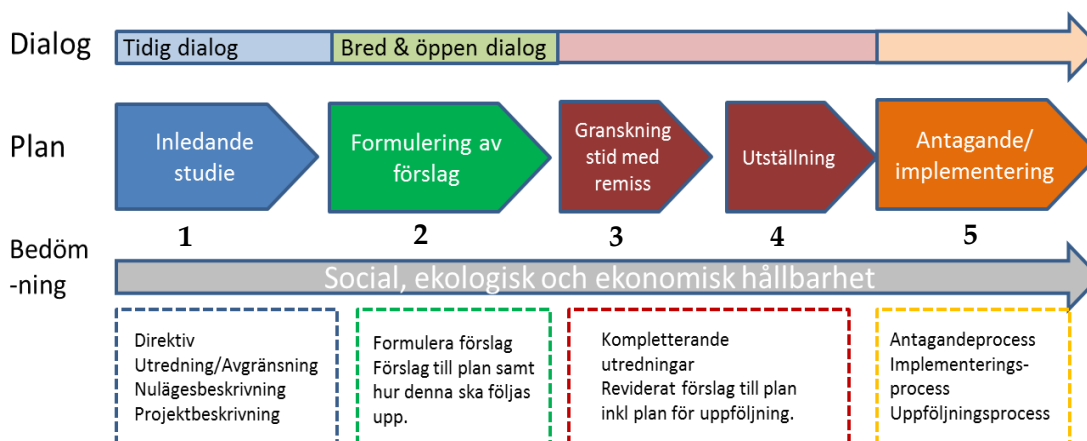 Dialog
Tidig dialog
Bred & öppen dialog
Plan
Inledande
studie
Formulering av
förslag
Granskning
stid med
remiss
Utställning
Antagande/
implementering
1
2
3
4
5
Bedöm
-ning
Social, ekologisk och ekonomisk hållbarhet
Direktiv
Utredning/Avgränsning
Nulägesbeskrivning
Projektbeskrivning
Formulera förslag
Förslag till plan samt
hur denna ska följas
upp.
Kompletterande
utredningar
Reviderat förslag till plan
inkl plan för uppföljning.
Antagandeprocess
Implementerings-
process
Uppföljningsprocess